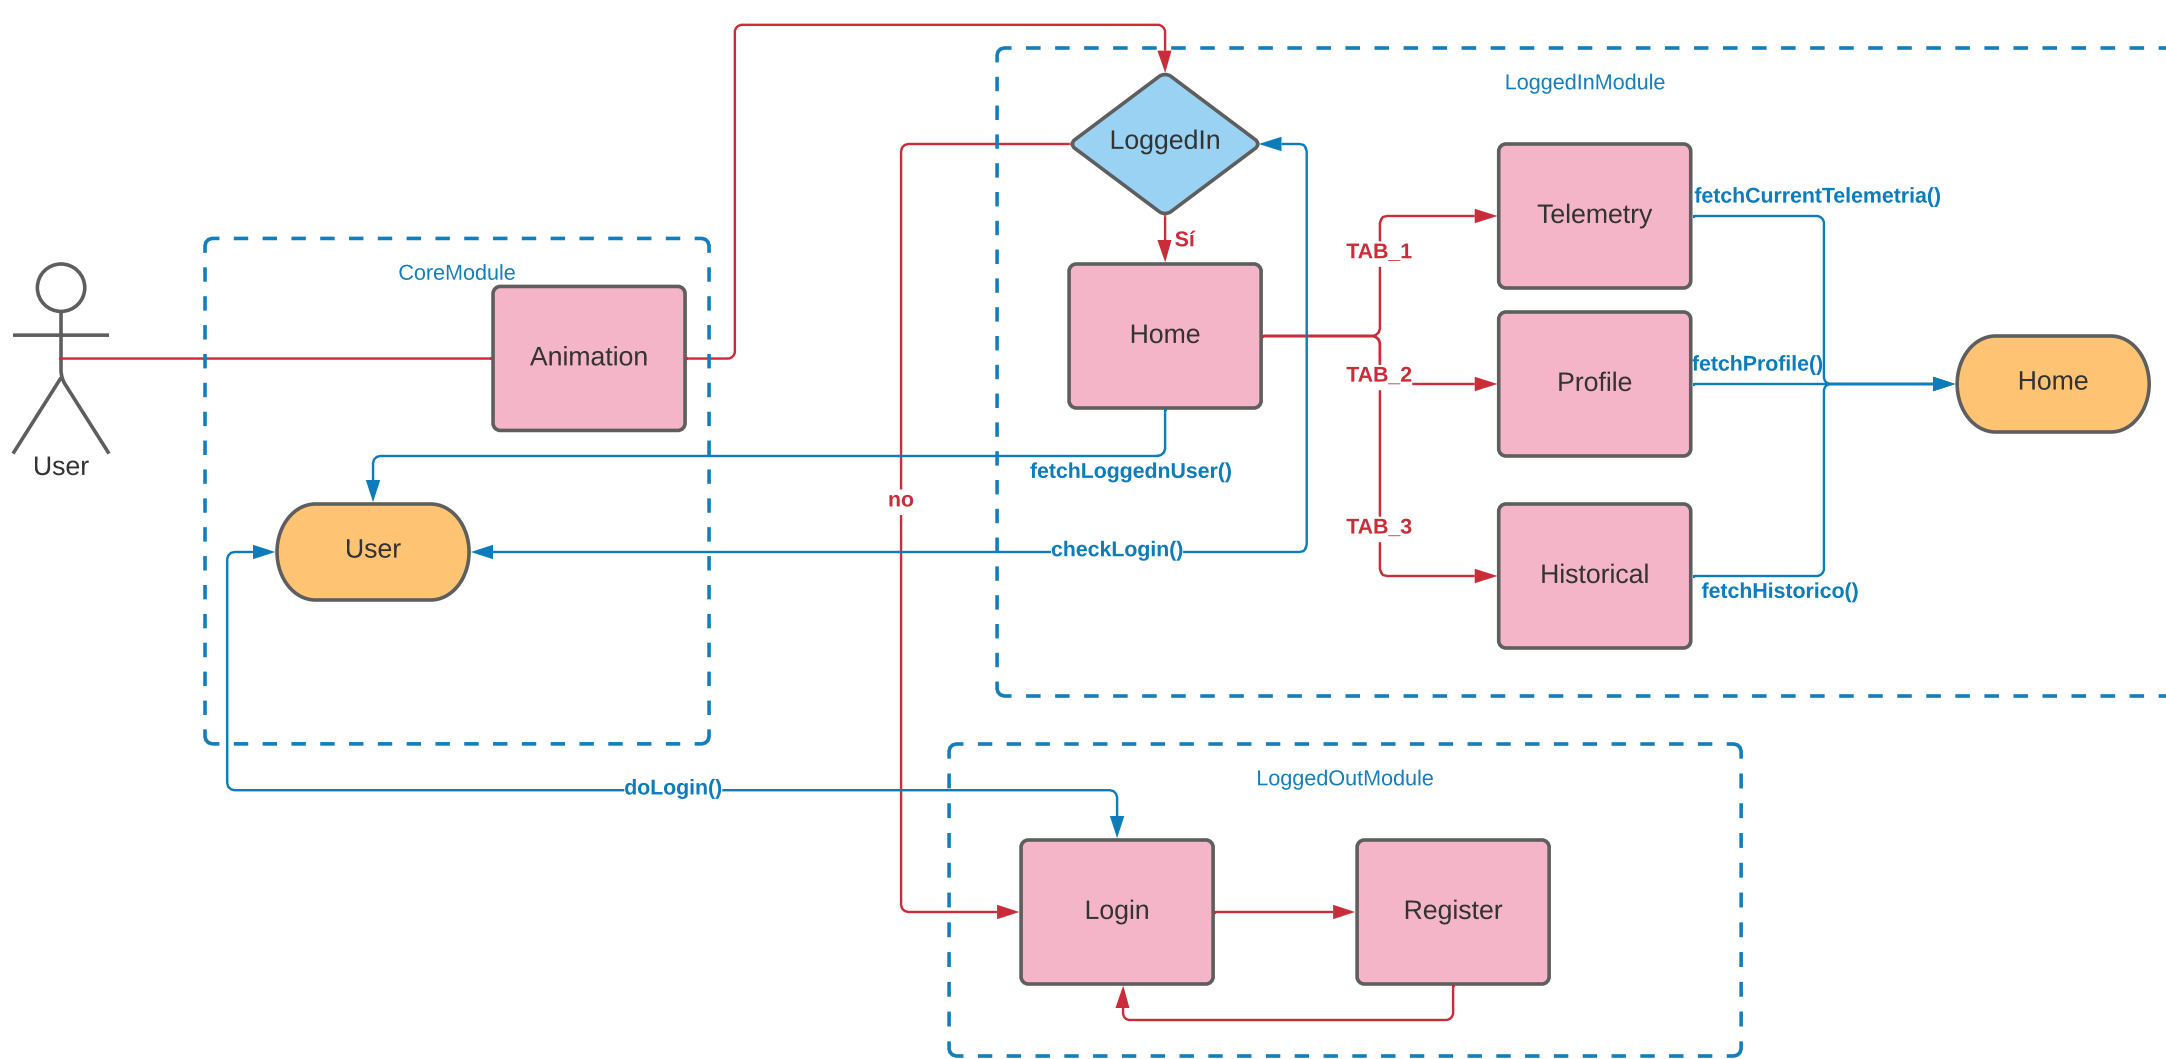 LoggedInModule
LoggedIn
Sí
Home
TAB_1
TAB_2
TAB_3
Telemetry
fetchCurrentTelemetria()
Profile
fetchProfile()
Historical
fetchHistorico()
Home
CoreModule
Animation
User
User
fetchLoggednUser()
no
checkLogin()
doLogin()
LoggedOutModule
Login
Register